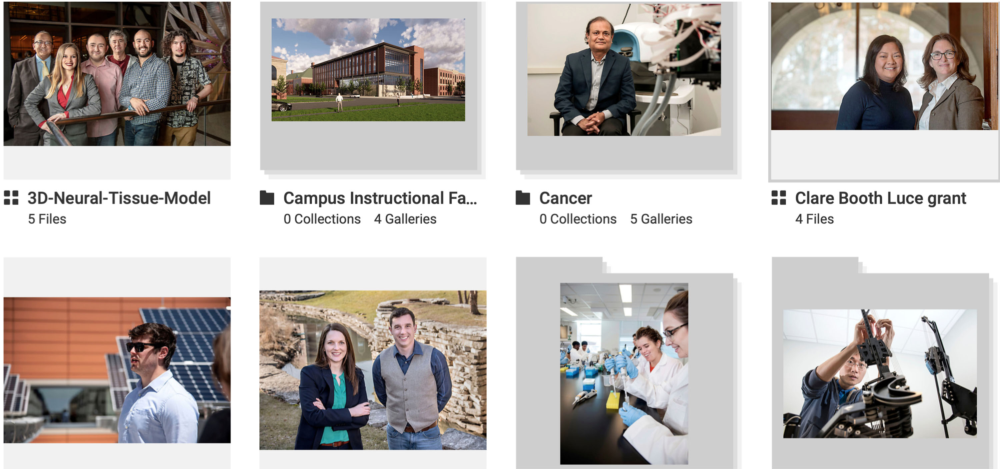 3D-Neural-Tissue-Model
5 Files
Campus Instructional Fa...
0 Collections 4 Galleries
Cancer
0 Collections 5 Galleries
Clare Booth Luce grant
4 Files